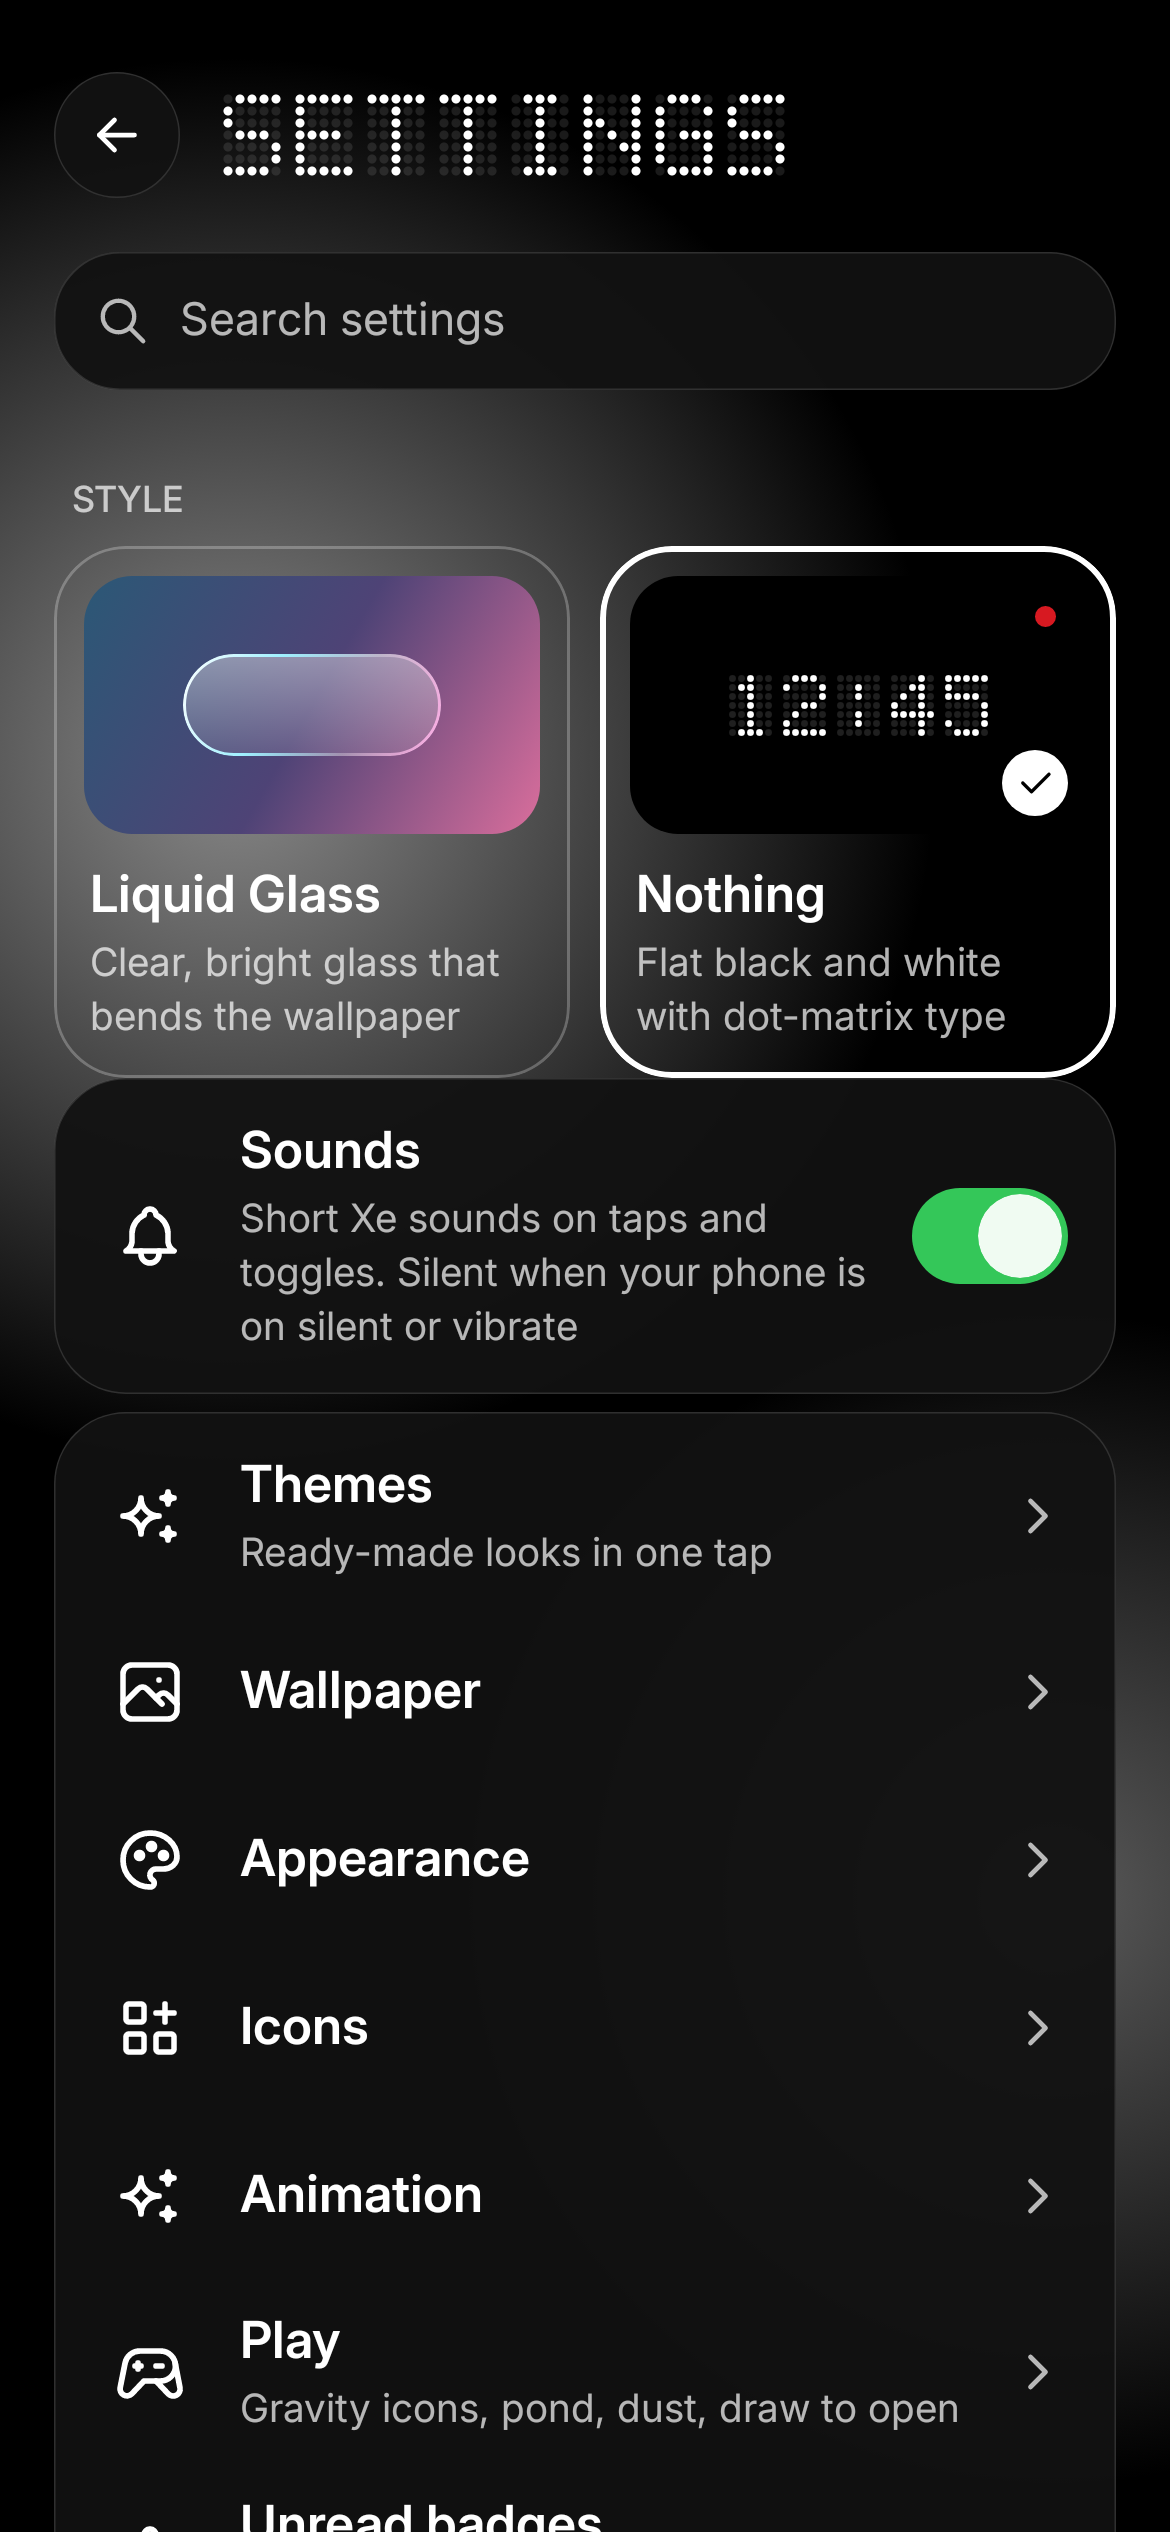 SETTINGS
Search settings
STYLE
12:45
Liquid Glass
Clear, bright glass that
bends the wallpaper
Nothing
Flat black and white
with dot-matrix type
Sounds
Short Xe sounds on taps and
toggles. Silent when your phone is
on silent or vibrate
Themes
Ready-made looks in one tap
Wallpaper
Appearance
Icons
Animation
Play
Gravity icons, pond, dust, draw to open
Unread badges